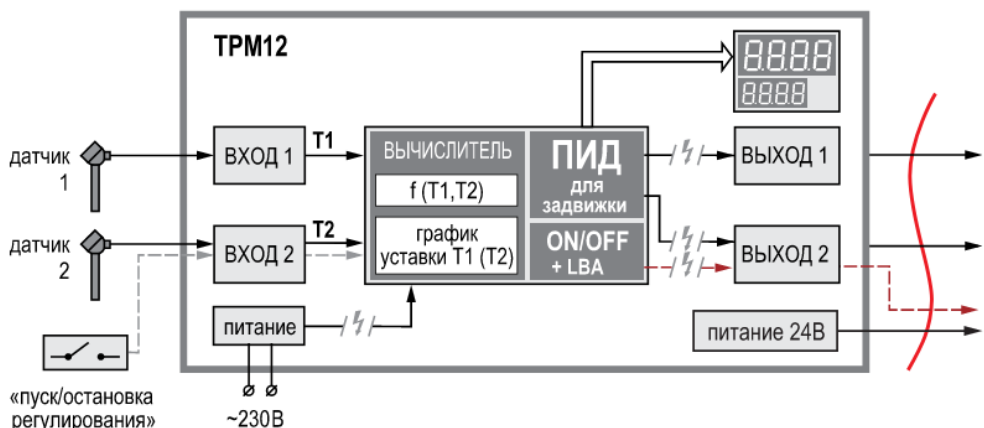 ТРМ12
8.8.8.8
8.8.8.8
датчик
1
ВХОД 1
Т1
ВЫЧИСЛИТЕЛЬ
f (T1,T2)
ПИД
для
задвижки
ВЫХОД 1
датчик
2
ВХОД 2
Т2
график
уставки Т1 (Т2)
ON/OFF
+ LBA
ВЫХОД 2
питание
питание 24В
«пуск/остановка
регулирования»
~230В